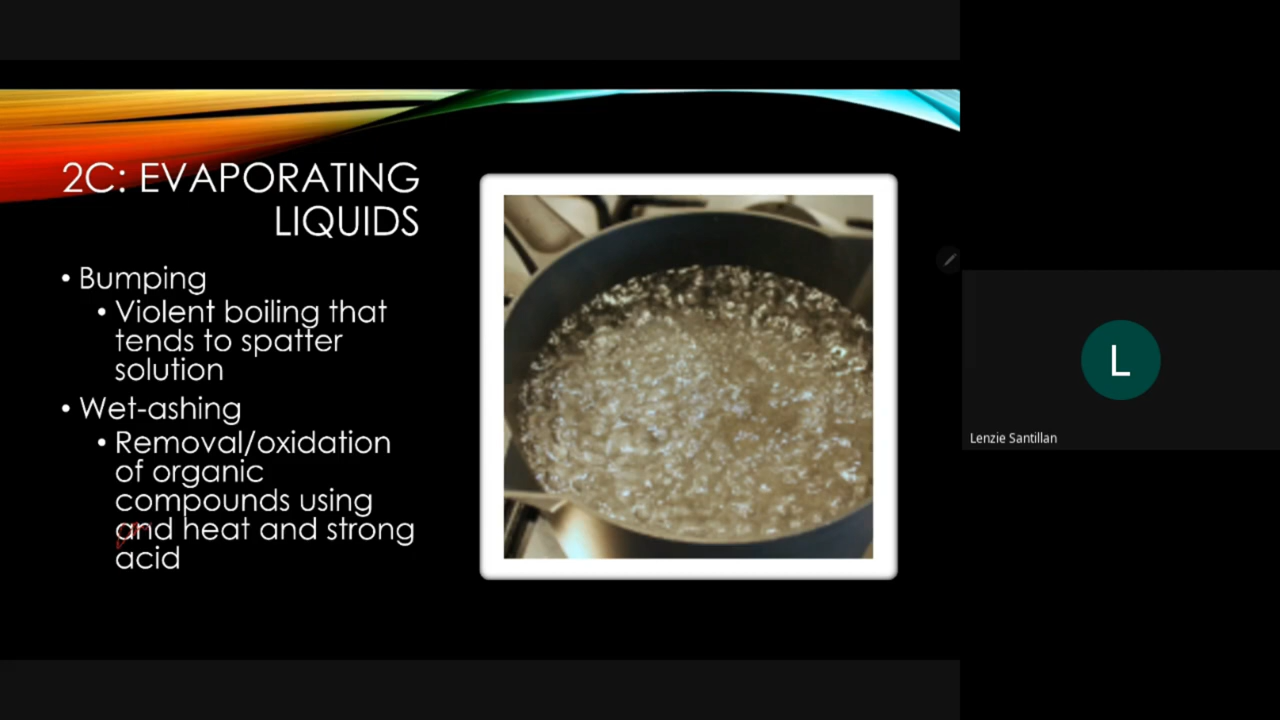 2C: EVAPORATING
LIQUIDS
• Bumping
• Violent boiling that
tends to spatter
solution
• Wet-ashing
• Removal/oxidation
of organic
compounds using
and heat and strong
acid
L
Lenzie Santillan